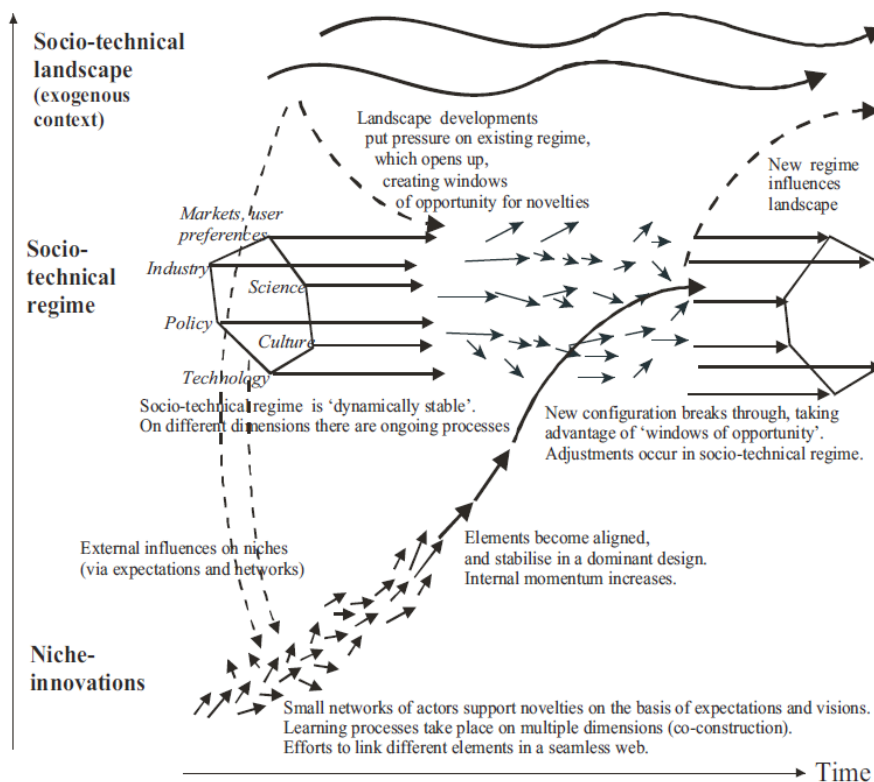 Socio-technical
landscape
(exogenous
context)
Landscape developments
put pressure on existing regime,
which opens up,
creating windows
of opportunity for novelties
New regime
influences
landscape
Markets, user
preferences
Socio-
technical
regime
Industry
Science
Policy
Culture
Technology
Socio-technical regime is ‘dynamically stable’.
On different dimensions there are ongoing processes
New configuration breaks through, taking
advantage of ‘windows of opportunity’.
Adjustments occur in socio-technical regime.
External influences on niches
(via expectations and networks)
Elements become aligned,
and stabilise in a dominant design.
Internal momentum increases.
Niche-
innovations
Small networks of actors support novelties on the basis of expectations and visions.
Learning processes take place on multiple dimensions (co-construction).
Efforts to link different elements in a seamless web.
Time